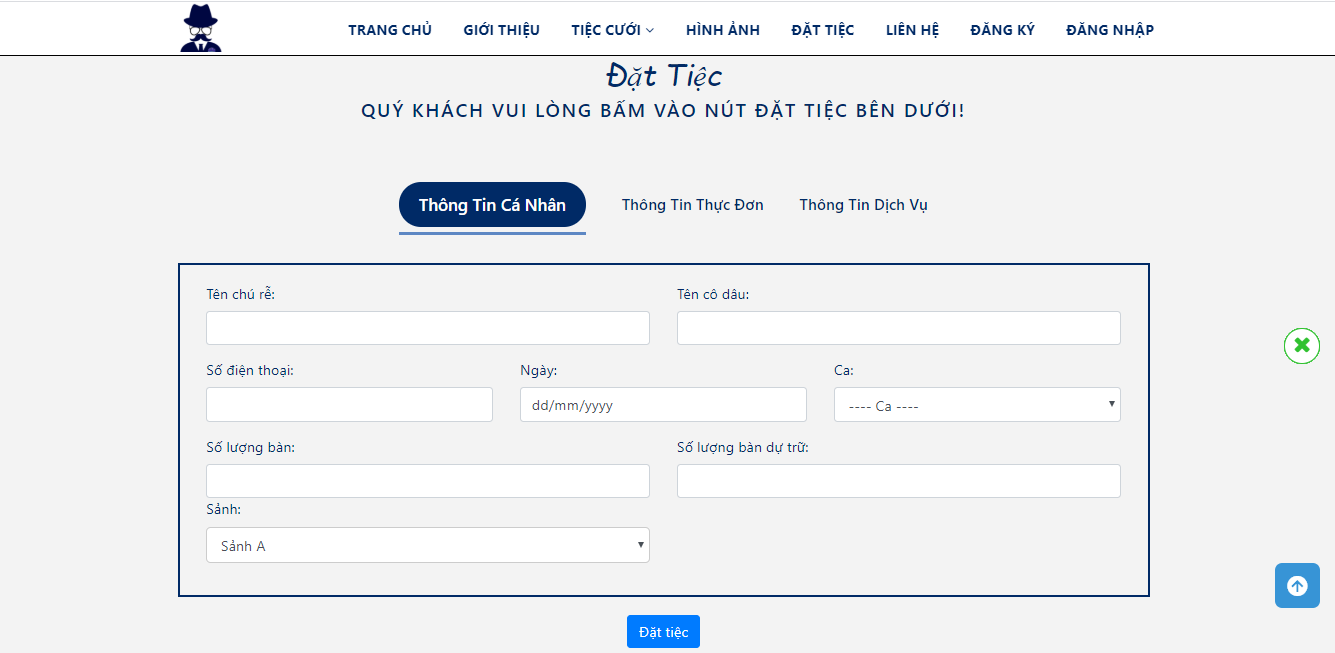 TRANG CHỦ GIỚI THIỆU TIỆC CƯỚI HÌNH ẢNH ĐẶT TIỆC LIÊN HỆ ĐĂNG KÝ ĐĂNG NHẬP
Đặt Tiệc
QUÝ KHÁCH VUI LÒNG BẤM VÀO NÚT ĐẶT TIỆC BÊN DƯỚI!
Thông Tin Cá Nhân Thông Tin Thực Đơn Thông Tin Dịch Vụ
Tên chú rễ: Tên cô dâu:
Số điện thoại: Ngày: Ca:
dd/mm/yyyy ---- Ca ----
Số lượng bàn: Số lượng bàn dự trữ:
Sảnh:
Sảnh A
Đặt tiệc